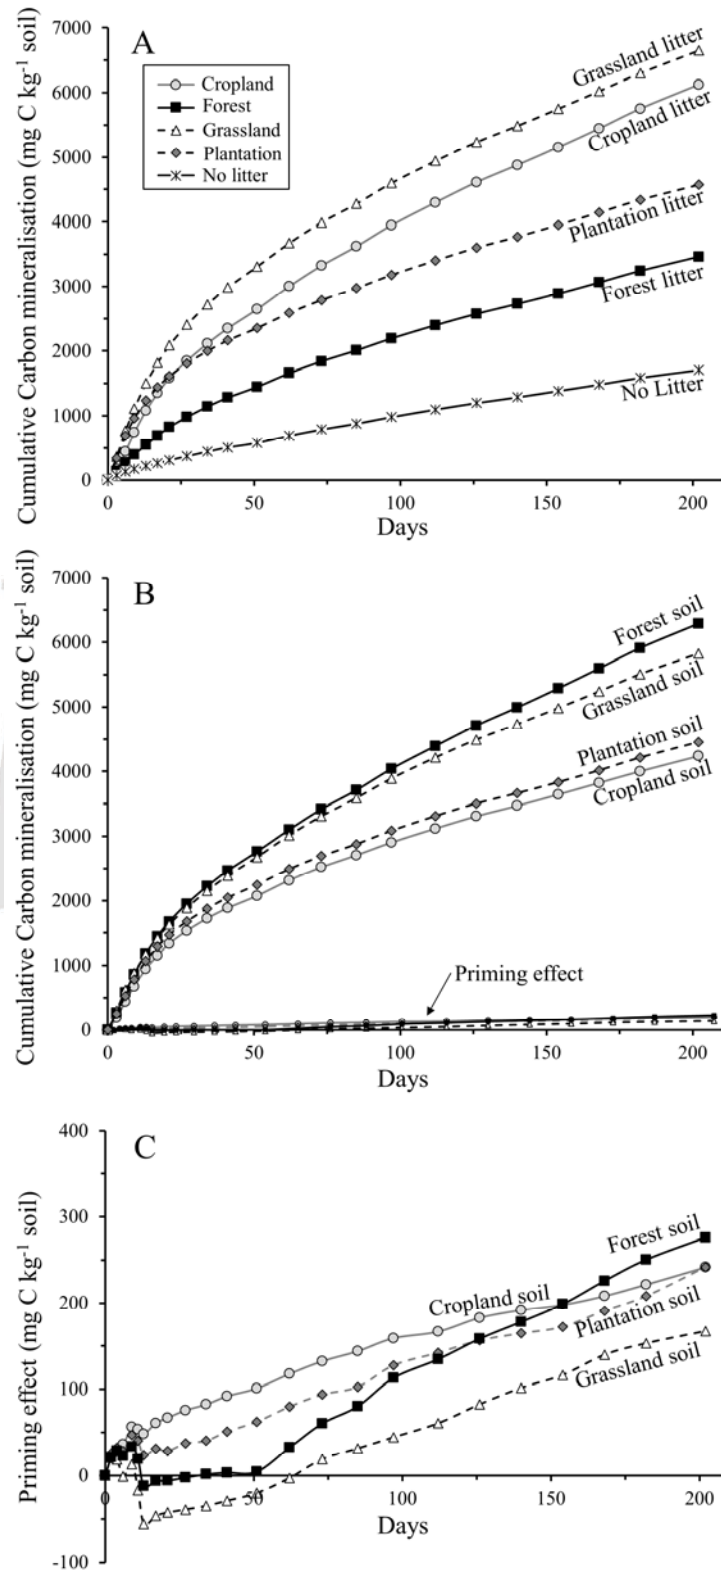 A
Cumulative Carbon mineralisation (mg C kg⁻¹ soil)
7000
6000
5000
4000
3000
2000
1000
0
Cropland
Forest
Grassland
Plantation
No litter
Grassland litter
Cropland litter
Plantation litter
Forest litter
No Litter
0 50 100 150 200
Days
B
Cumulative Carbon mineralisation (mg C kg⁻¹ soil)
7000
6000
5000
4000
3000
2000
1000
0
Forest soil
Grassland soil
Plantation soil
Cropland soil
Priming effect
0 50 100 150 200
Days
C
Priming effect (mg C kg⁻¹ soil)
400
300
200
100
0
-100
Forest soil
Cropland soil
Plantation soil
Grassland soil
0 50 100 150 200
Days